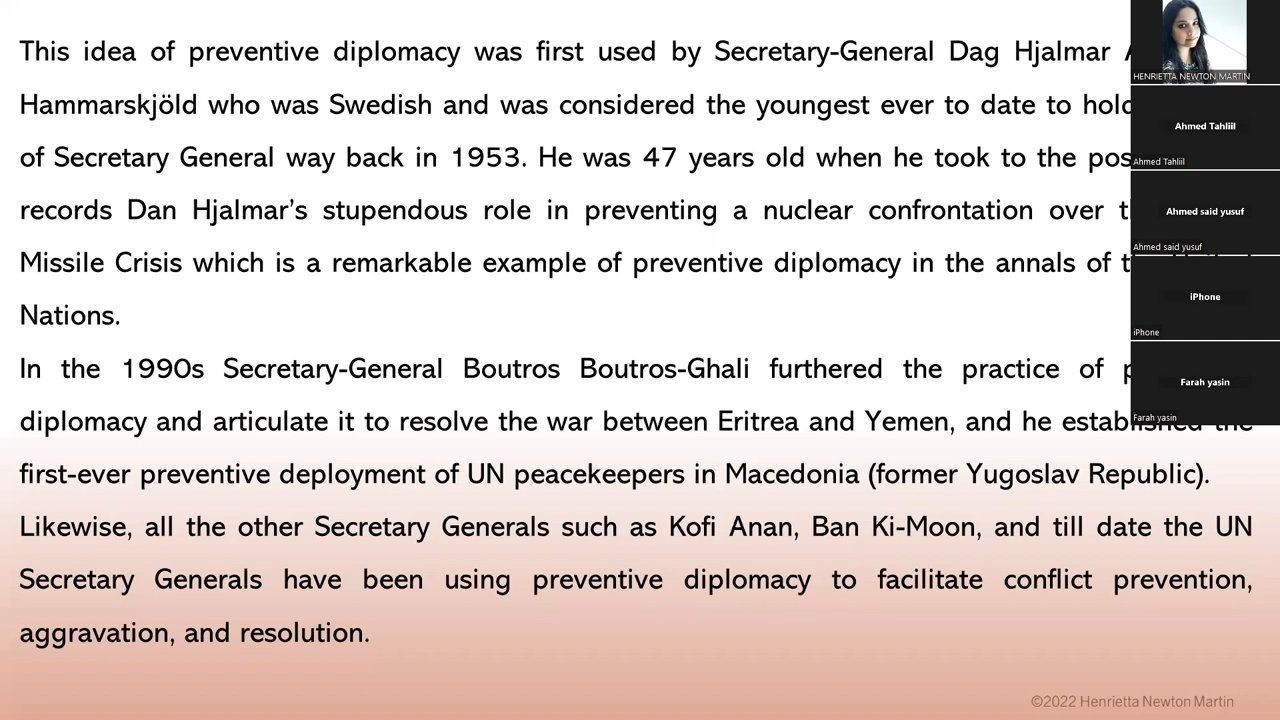 This idea of preventive diplomacy was first used by Secretary-General Dag Hjalmar
Hammarskjöld who was Swedish and was considered the youngest ever to date to hold
of Secretary General way back in 1953. He was 47 years old when he took to the
records Dan Hjalmar's stupendous role in preventing a nuclear confrontation over
Missile Crisis which is a remarkable example of preventive diplomacy in the annals of
Nations.
In the 1990s Secretary-General Boutros Boutros-Ghali furthered the practice of
diplomacy and articulate it to resolve the war between Eritrea and Yemen, and he established the
first-ever preventive deployment of UN peacekeepers in Macedonia (former Yugoslav Republic).
Likewise, all the other Secretary Generals such as Kofi Anan, Ban Ki-Moon, and till date the UN
Secretary Generals have been using preventive diplomacy to facilitate conflict prevention,
aggravation, and resolution.
©2022 Henrietta Newton Martin
HENRIETTA NEWTON MARTIN
Ahmed Tahliil
Ahmed Tahliil
Ahmed said yusuf
Ahmed said yusuf
iPhone
iPhone
Farah yasin
Farah yasin